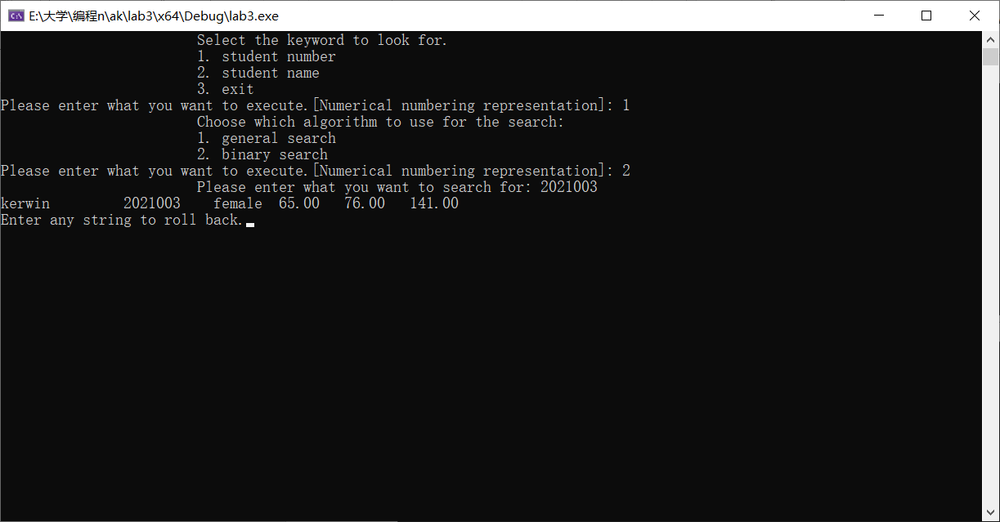 E:\大学\编程n\ak\lab3\x64\Debug\lab3.exe
Select the keyword to look for.
1. student number
2. student name
3. exit
Please enter what you want to execute.[Numerical numbering representation]: 1
Choose which algorithm to use for the search:
1. general search
2. binary search
Please enter what you want to execute.[Numerical numbering representation]: 2
Please enter what you want to search for: 2021003
kerwin 2021003 female 65.00 76.00 141.00
Enter any string to roll back.